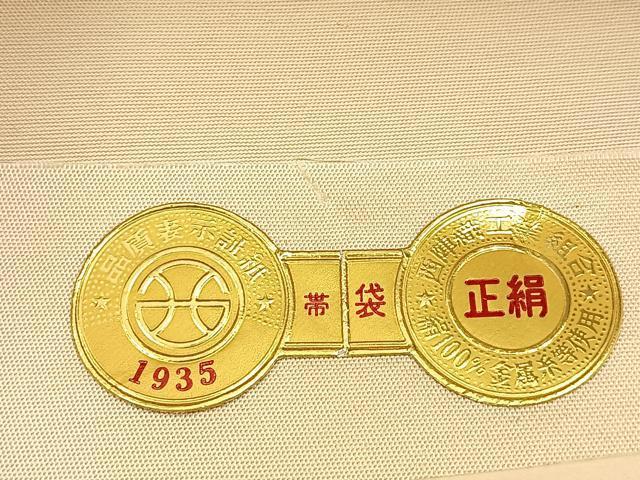 品質表示証紙
1935
帯
袋
西陣織工業組合
正絹
絹100% 金属糸等使用